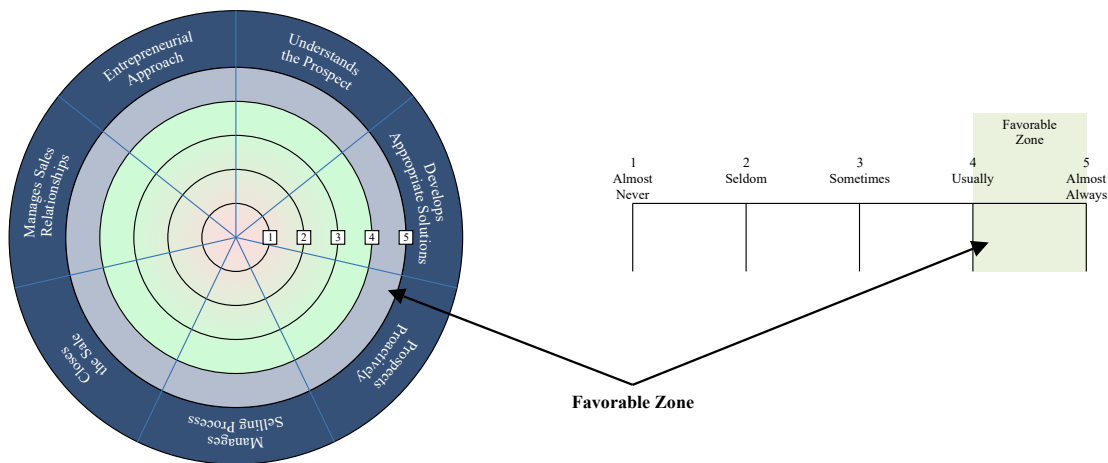 Entrepreneurial
Approach
Understands
the Prospect
Develops
Appropriate Solutions
Prospects
Proactively
Manages
Selling Process
Closes
the Sale
Manages Sales
Relationships
1
2
3
4
5
Favorable
Zone
1
Almost
Never
2
Seldom
3
Sometimes
4
Usually
5
Almost
Always
Favorable Zone